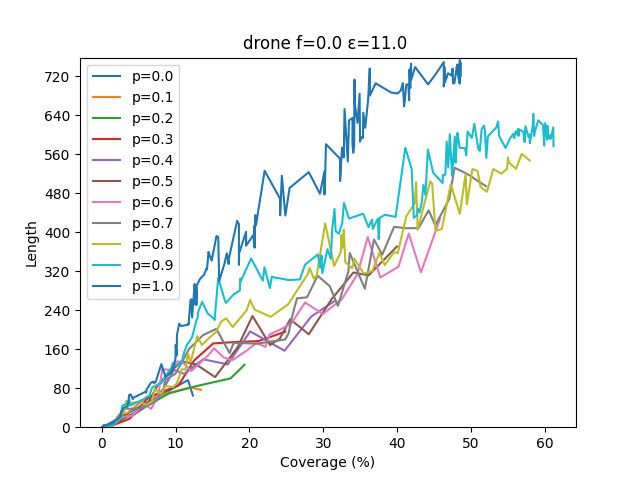 drone f=0.0 ε=11.0
Length
720
640
560
480
400
320
240
160
80
0
p=0.0
p=0.1
p=0.2
p=0.3
p=0.4
p=0.5
p=0.6
p=0.7
p=0.8
p=0.9
p=1.0
0 10 20 30 40 50 60
Coverage (%)